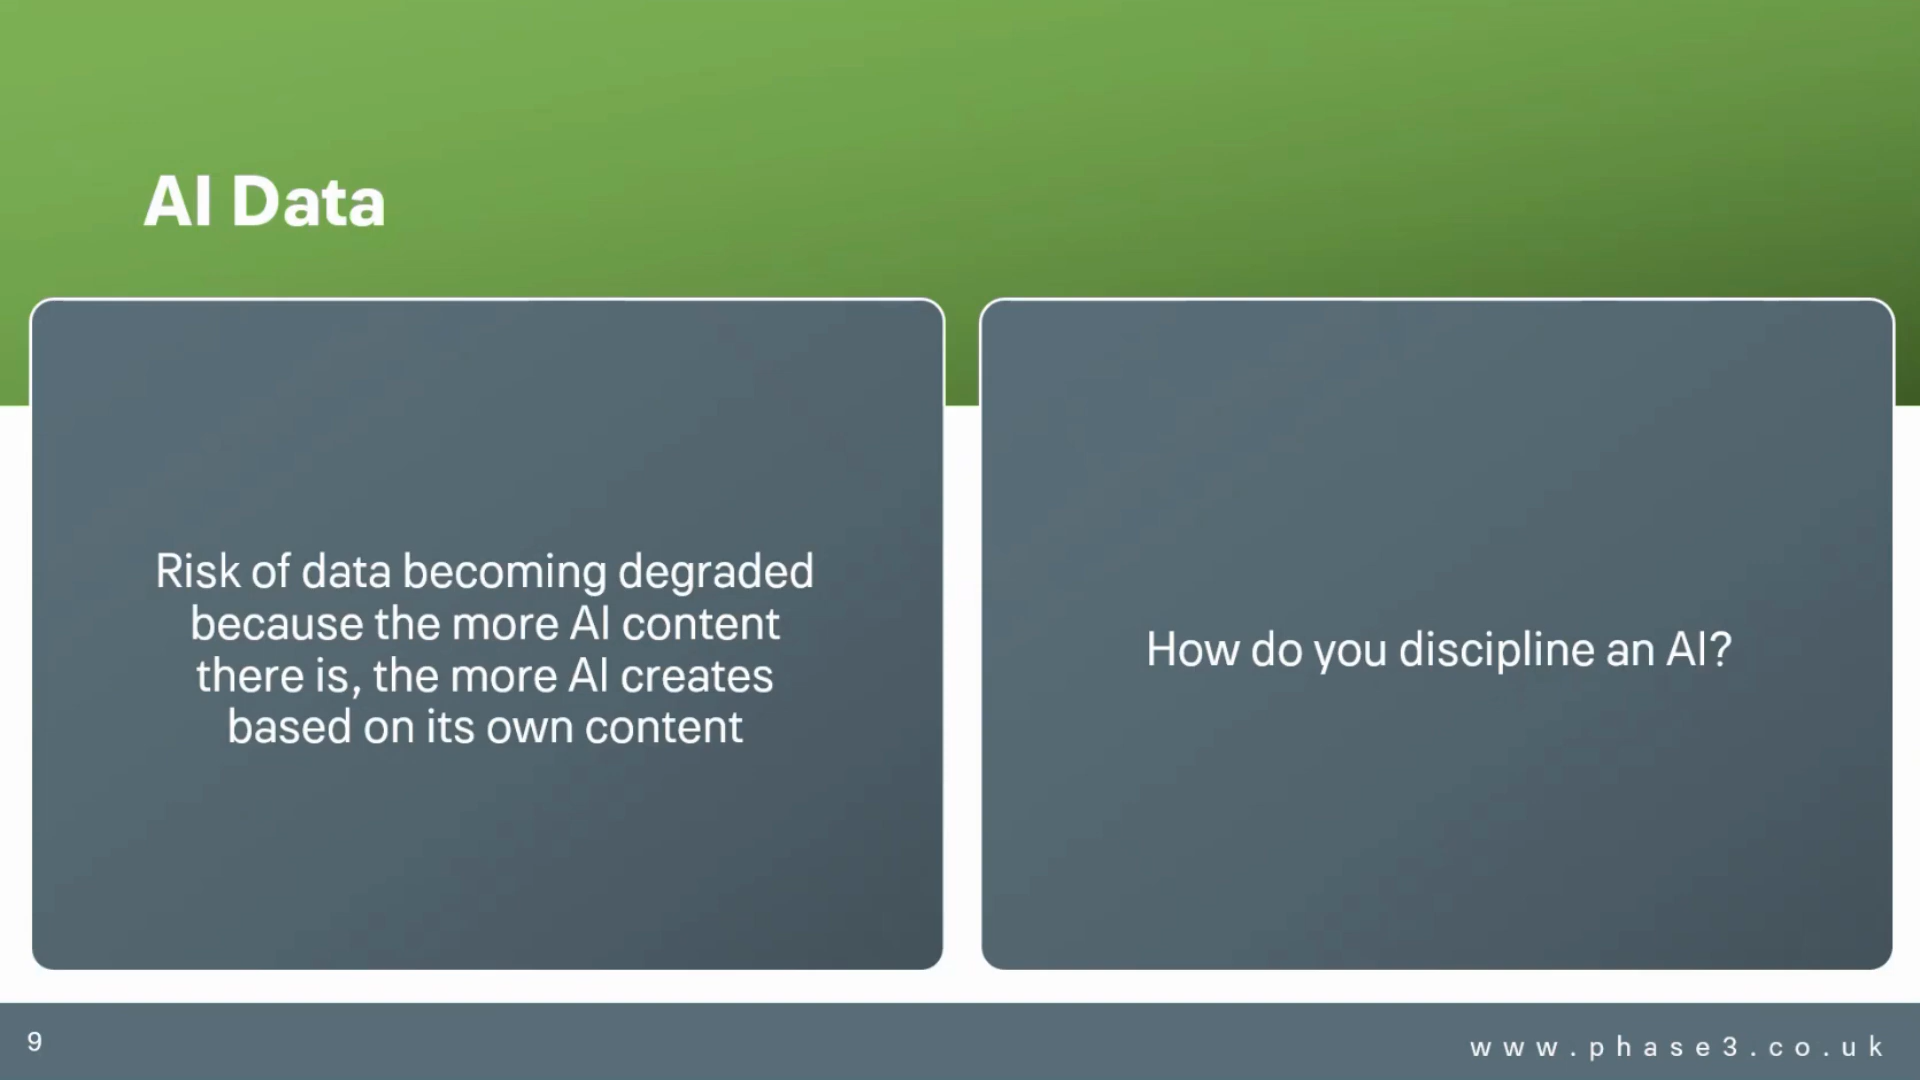 AI Data
Risk of data becoming degraded
because the more AI content
there is, the more AI creates
based on its own content
How do you discipline an AI?
9
www.phase3.co.uk